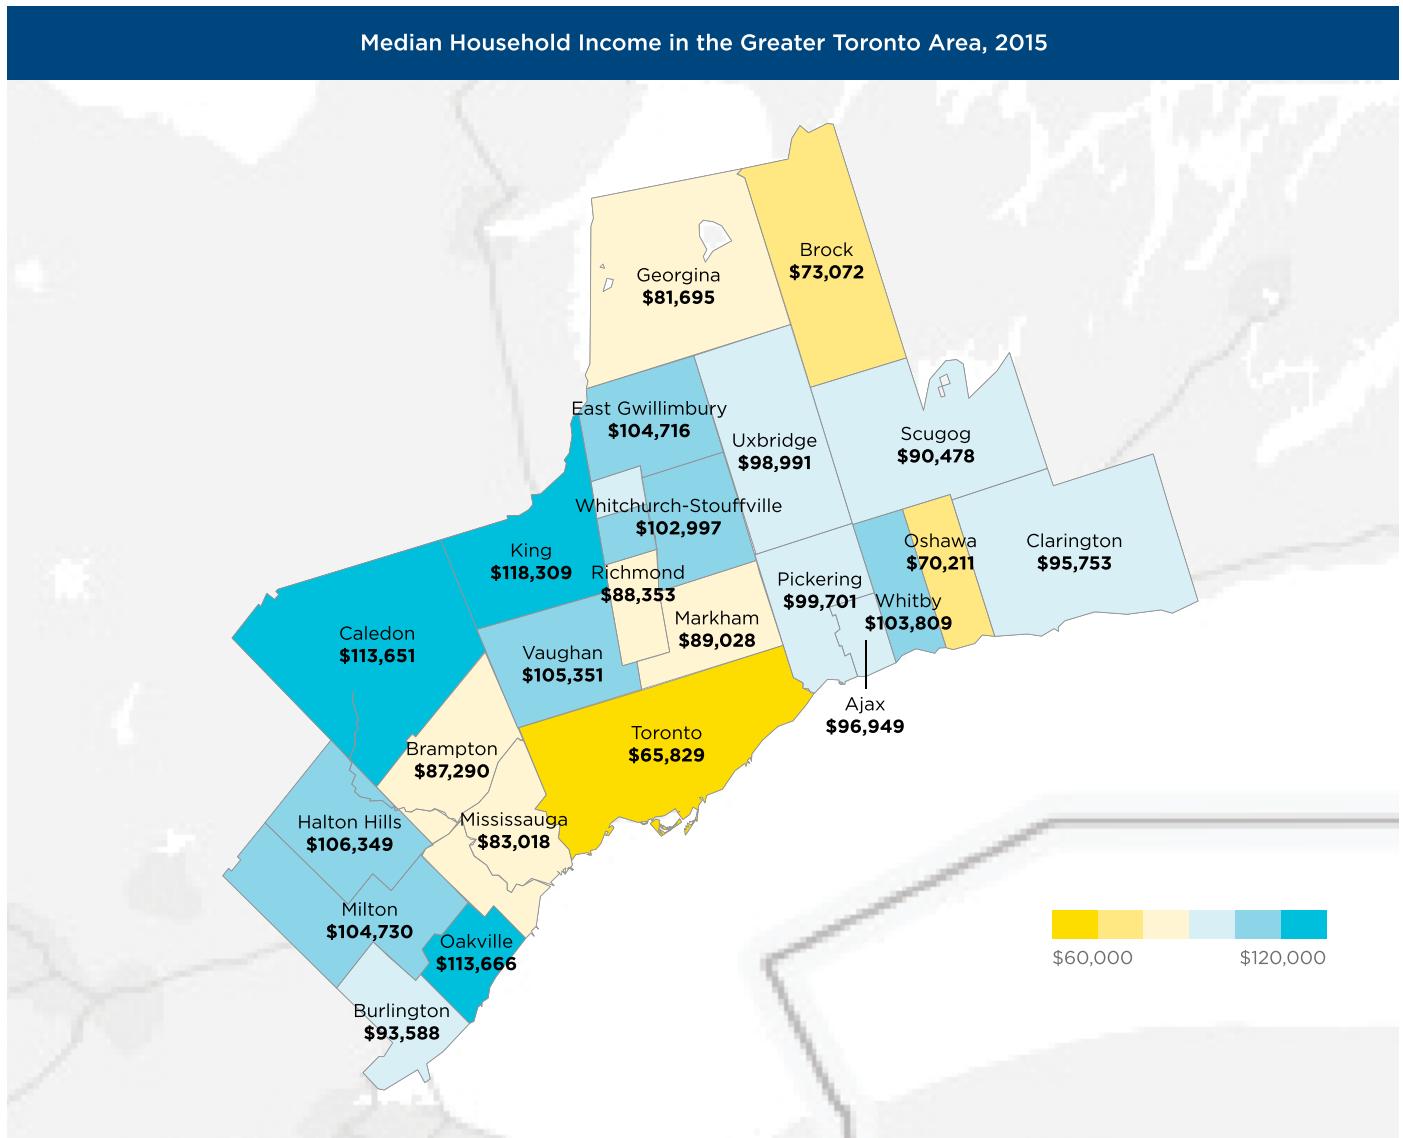 Median Household Income in the Greater Toronto Area, 2015
Brock
$73,072
Georgina
$81,695
East Gwillimbury
$104,716
Uxbridge
$98,991
Scugog
$90,478
Whitchurch-Stouffville
$102,997
King
$118,309
Richmond
$88,353
Oshawa
$70,211
Clarington
$95,753
Pickering
$99,701
Whitby
$103,809
Markham
$89,028
Caledon
$113,651
Vaughan
$105,351
Ajax
$96,949
Toronto
$65,829
Brampton
$87,290
Mississauga
$83,018
Halton Hills
$106,349
Milton
$104,730
Oakville
$113,666
Burlington
$93,588
$60,000 $120,000